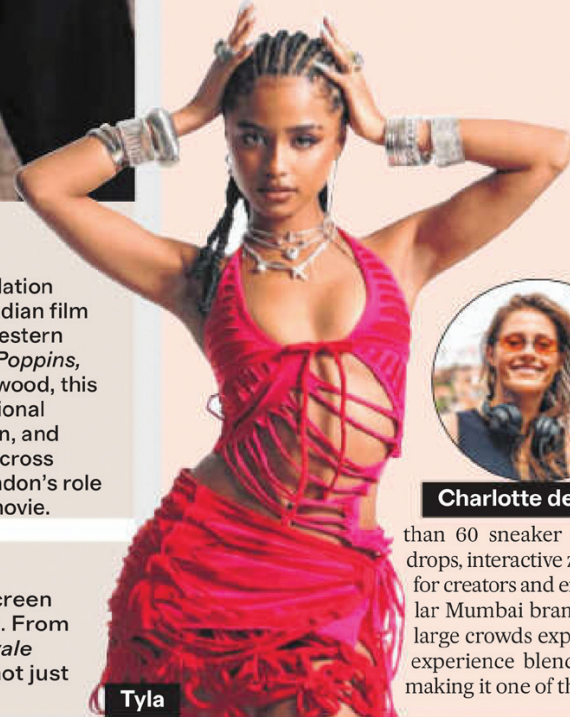 lation
dian film
estern
Poppins,
wood, this
ional
n, and
cross
don's role
novie.
creen
. From
ale
not just
Tyla
Charlotte de
than 60 sneaker
drops, interactive z
for creators and e
lar Mumbai bran
large crowds exp
experience blend
making it one of th